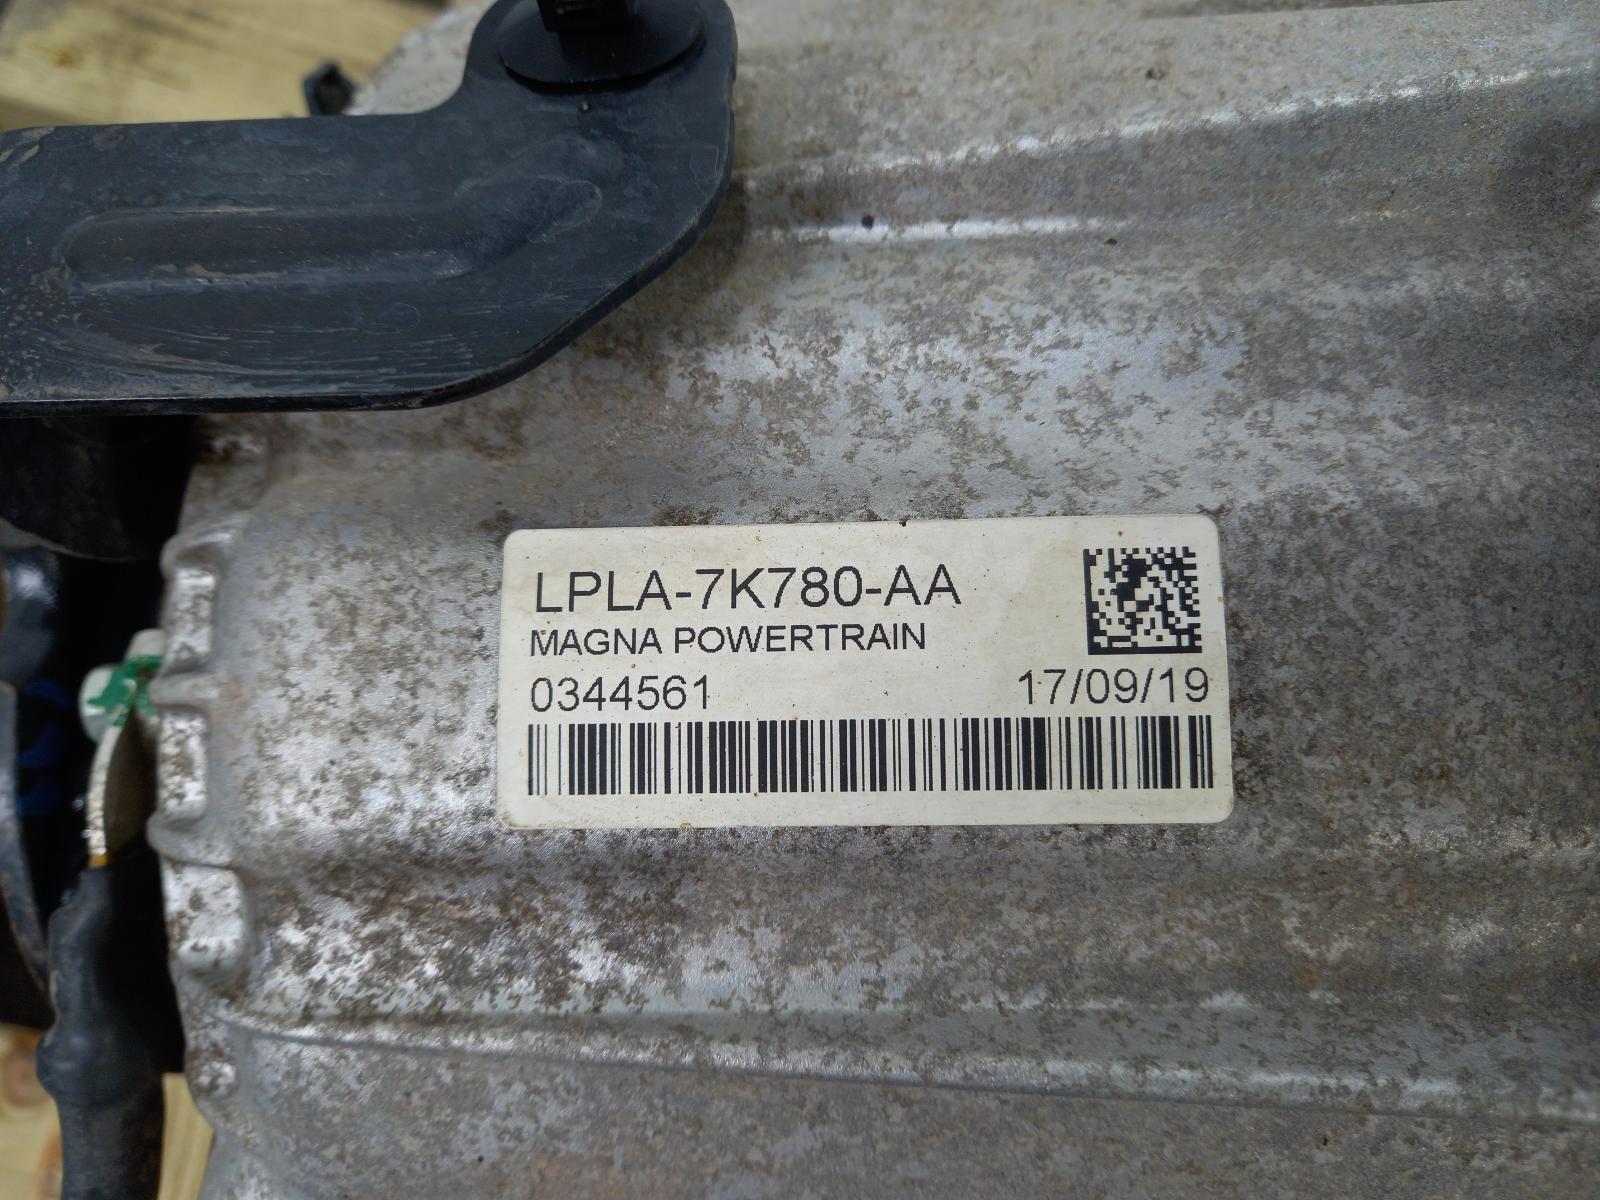 LPLA-7K780-AA
MAGNA POWERTRAIN
0344561 17/09/19